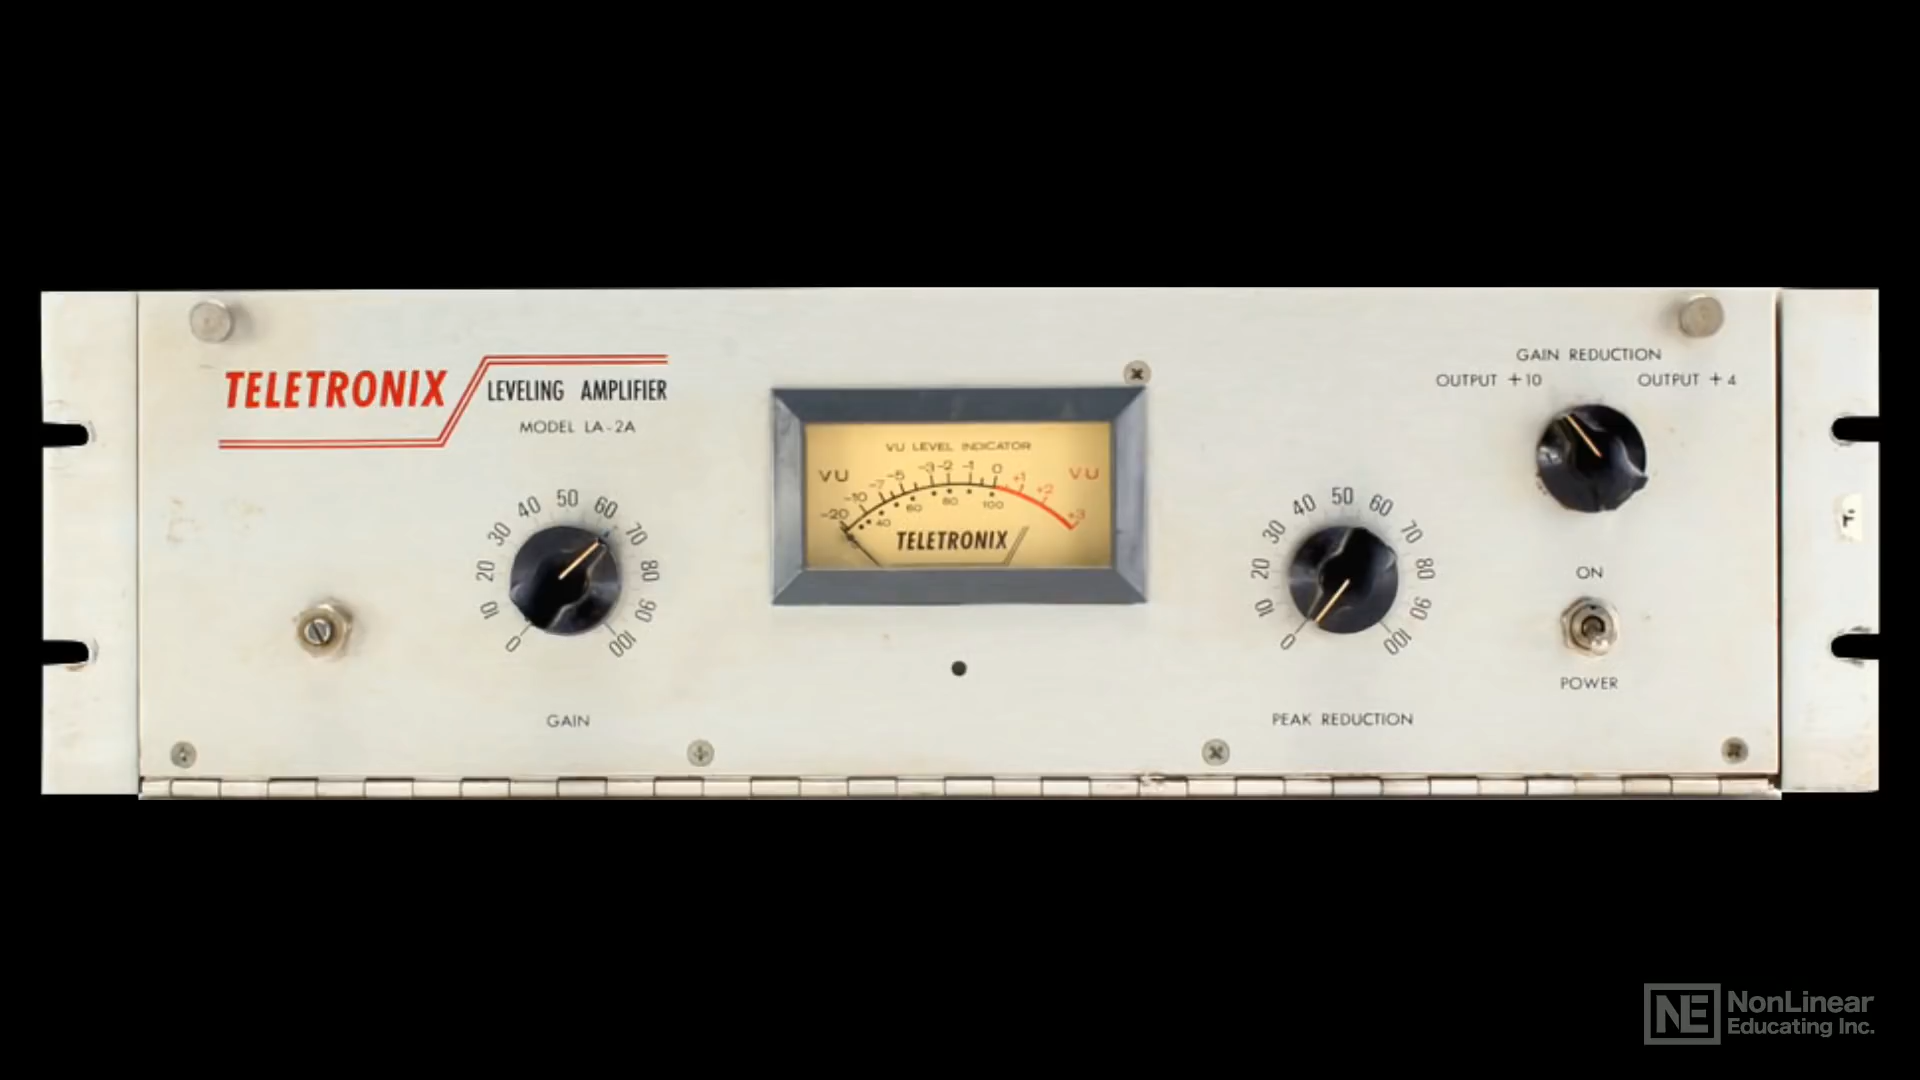 TELETRONIX
LEVELING AMPLIFIER
MODEL LA-2A
0 10 20 30 40 50 60 70 80 90 100
GAIN
VU LEVEL INDICATOR
VU
VU
-20 -10 -7 -5 -3 -2 -1 0 +1 +2 +3
40 60 80 100
TELETRONIX
0 10 20 30 40 50 60 70 80 90 100
PEAK REDUCTION
GAIN REDUCTION
OUTPUT +10
OUTPUT +4
ON
POWER
NE NonLinear
Educating Inc.